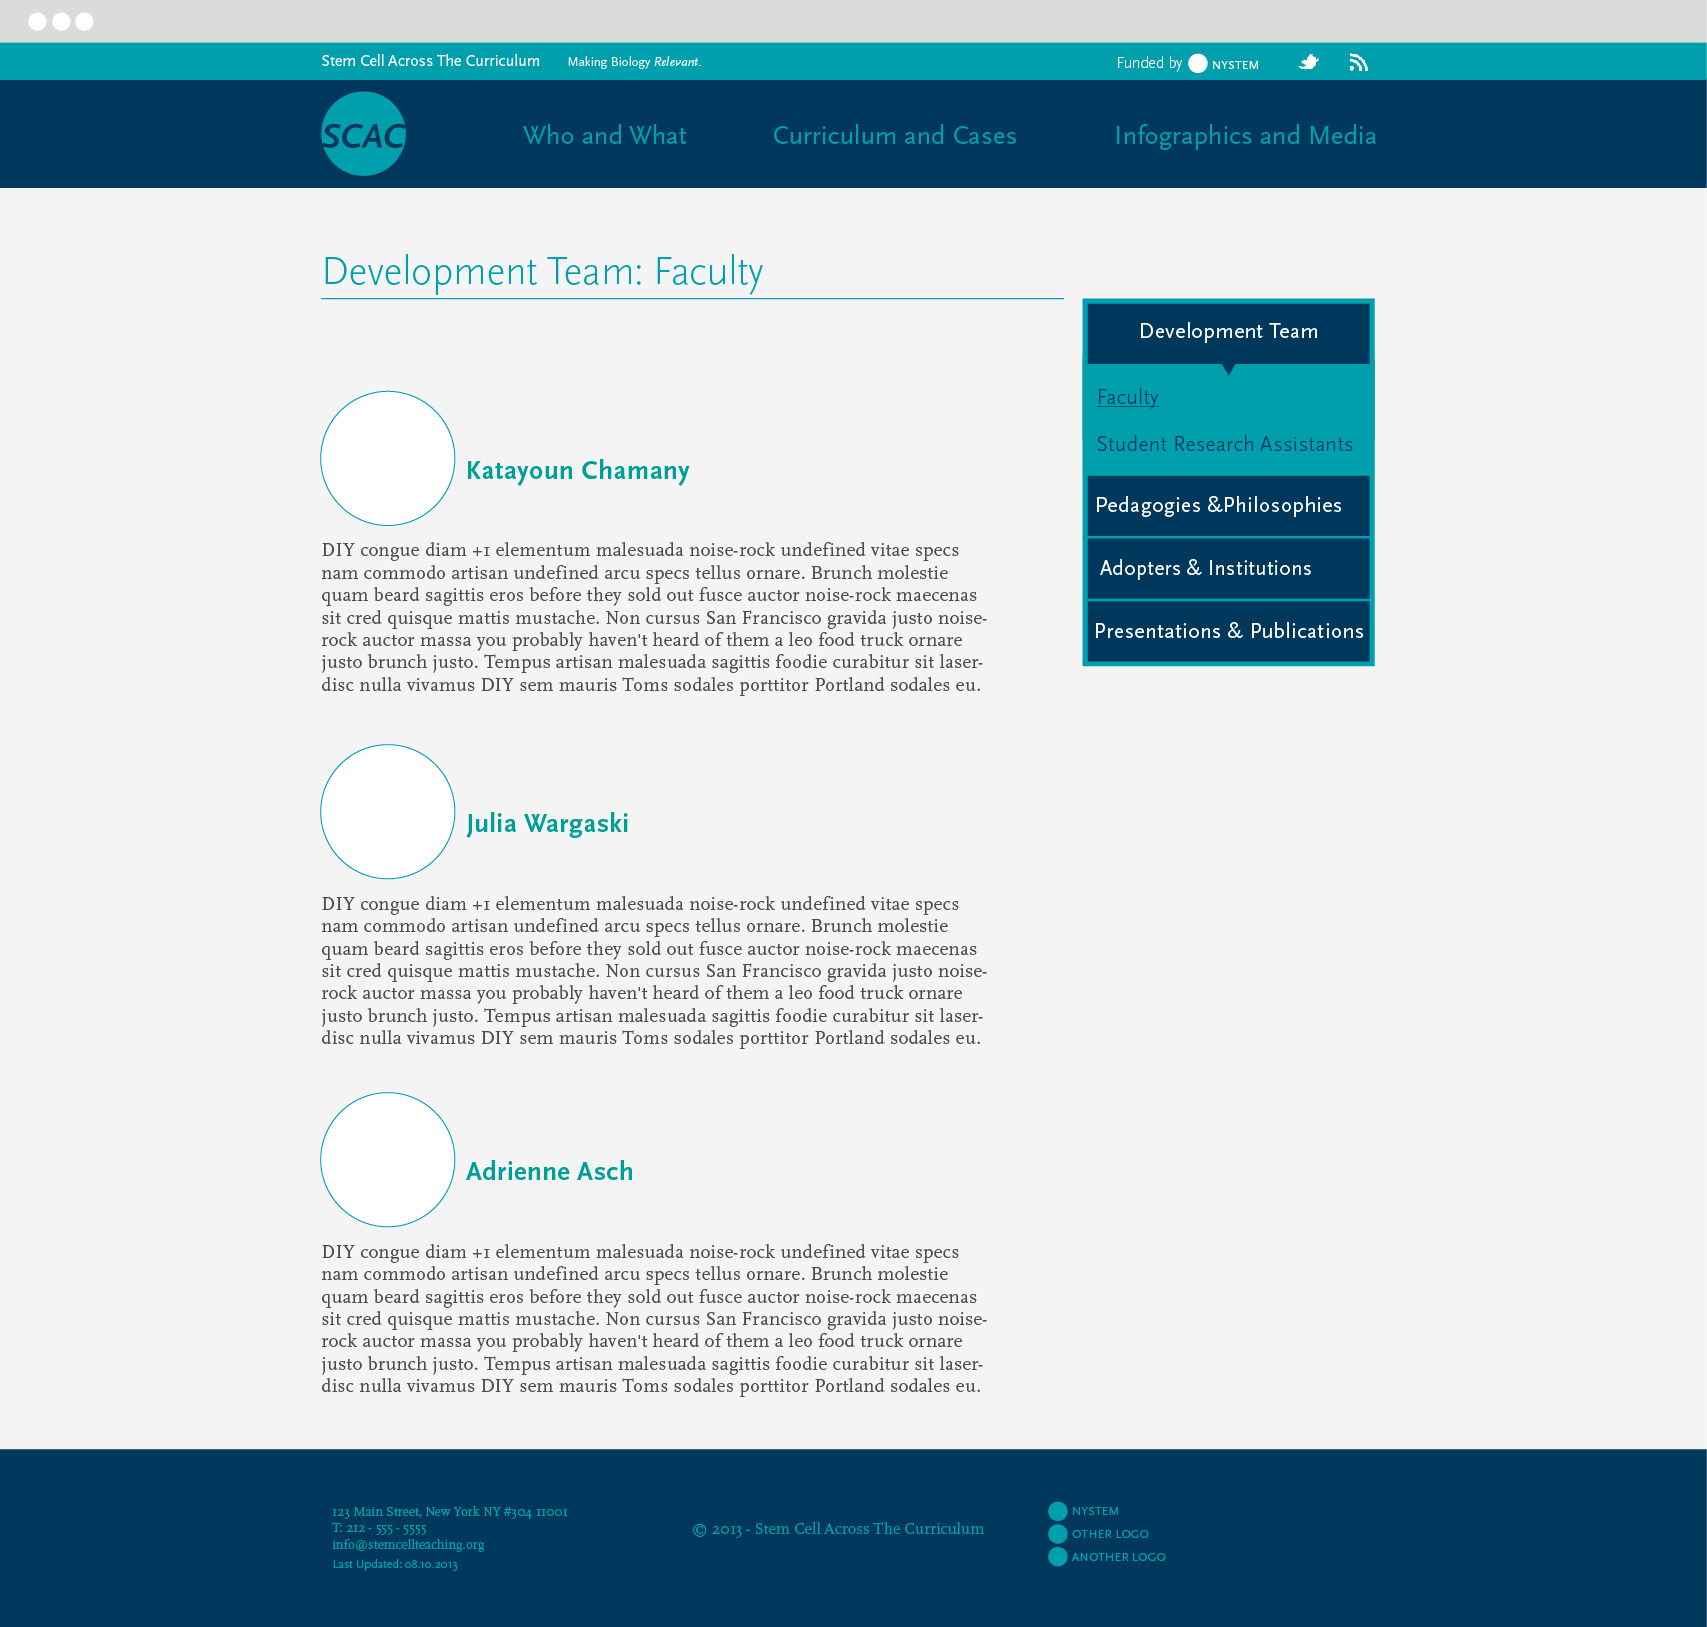 Stem Cell Across The Curriculum
Making Biology Relevant.
Funded by NYSTEM
SCAC
Who and What
Curriculum and Cases
Infographics and Media
Development Team: Faculty
Development Team
Faculty
Student Research Assistants
Pedagogies &Philosophies
Adopters & Institutions
Presentations & Publications
Katayoun Chamany
DIY congue diam +1 elementum malesuada noise-rock undefined vitae specs
nam commodo artisan undefined arcu specs tellus ornare. Brunch molestie
quam beard sagittis eros before they sold out fusce auctor noise-rock maecenas
sit cred quisque mattis mustache. Non cursus San Francisco gravida justo noise-
rock auctor massa you probably haven't heard of them a leo food truck ornare
justo brunch justo. Tempus artisan malesuada sagittis foodie curabitur sit laser-
disc nulla vivamus DIY sem mauris Toms sodales porttitor Portland sodales eu.
Julia Wargaski
DIY congue diam +1 elementum malesuada noise-rock undefined vitae specs
nam commodo artisan undefined arcu specs tellus ornare. Brunch molestie
quam beard sagittis eros before they sold out fusce auctor noise-rock maecenas
sit cred quisque mattis mustache. Non cursus San Francisco gravida justo noise-
rock auctor massa you probably haven't heard of them a leo food truck ornare
justo brunch justo. Tempus artisan malesuada sagittis foodie curabitur sit laser-
disc nulla vivamus DIY sem mauris Toms sodales porttitor Portland sodales eu.
Adrienne Asch
DIY congue diam +1 elementum malesuada noise-rock undefined vitae specs
nam commodo artisan undefined arcu specs tellus ornare. Brunch molestie
quam beard sagittis eros before they sold out fusce auctor noise-rock maecenas
sit cred quisque mattis mustache. Non cursus San Francisco gravida justo noise-
rock auctor massa you probably haven't heard of them a leo food truck ornare
justo brunch justo. Tempus artisan malesuada sagittis foodie curabitur sit laser-
disc nulla vivamus DIY sem mauris Toms sodales porttitor Portland sodales eu.
123 Main Street, New York NY #304 11001
T: 212 - 555 - 5555
info@stemcellteaching.org
Last Updated: 08.10.2013
© 2013 - Stem Cell Across The Curriculum
NYSTEM
OTHER LOGO
ANOTHER LOGO